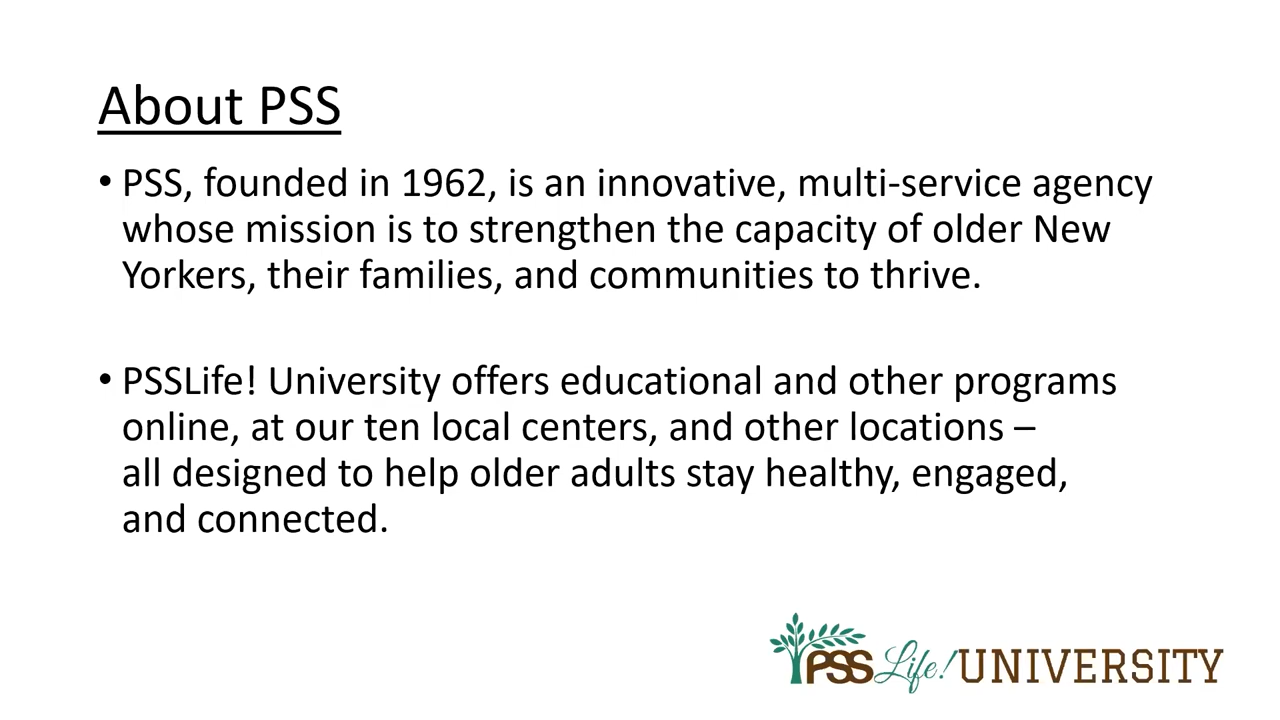 About PSS
• PSS, founded in 1962, is an innovative, multi-service agency
whose mission is to strengthen the capacity of older New
Yorkers, their families, and communities to thrive.
• PSSLife! University offers educational and other programs
online, at our ten local centers, and other locations –
all designed to help older adults stay healthy, engaged,
and connected.
PSS Life! UNIVERSITY